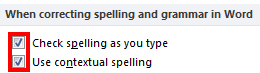 When correcting spelling and grammar in Word
Check spelling as you type
Use contextual spelling